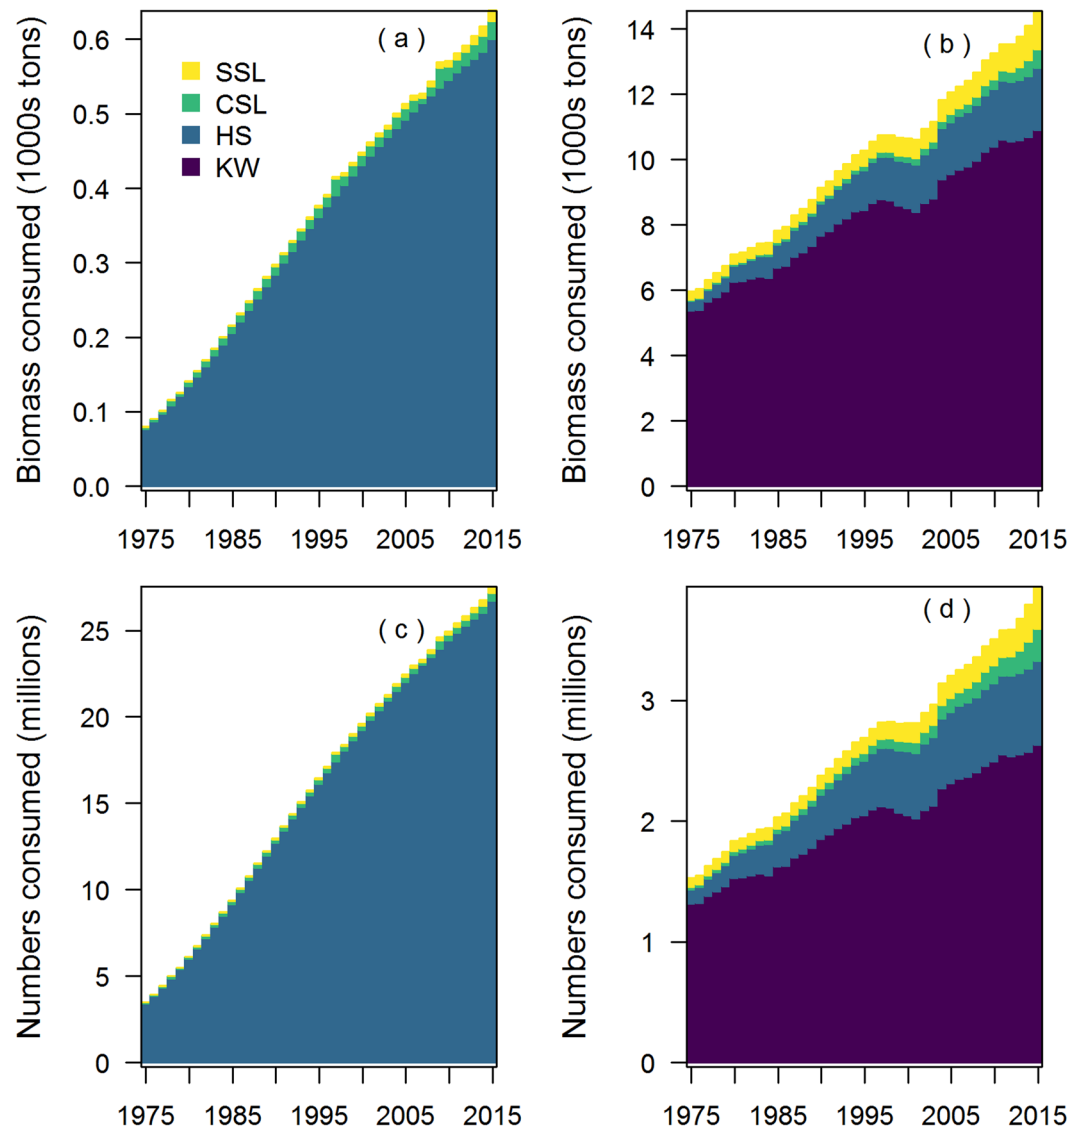 Biomass consumed (1000s tons)
0.6
0.5
0.4
0.3
0.2
0.1
0.0
( a )
SSL
CSL
HS
KW
1975 1985 1995 2005 2015
Biomass consumed (1000s tons)
14
12
10
8
6
4
2
0
( b )
1975 1985 1995 2005 2015
Numbers consumed (millions)
25
20
15
10
5
0
( c )
1975 1985 1995 2005 2015
Numbers consumed (millions)
3
2
1
0
( d )
1975 1985 1995 2005 2015